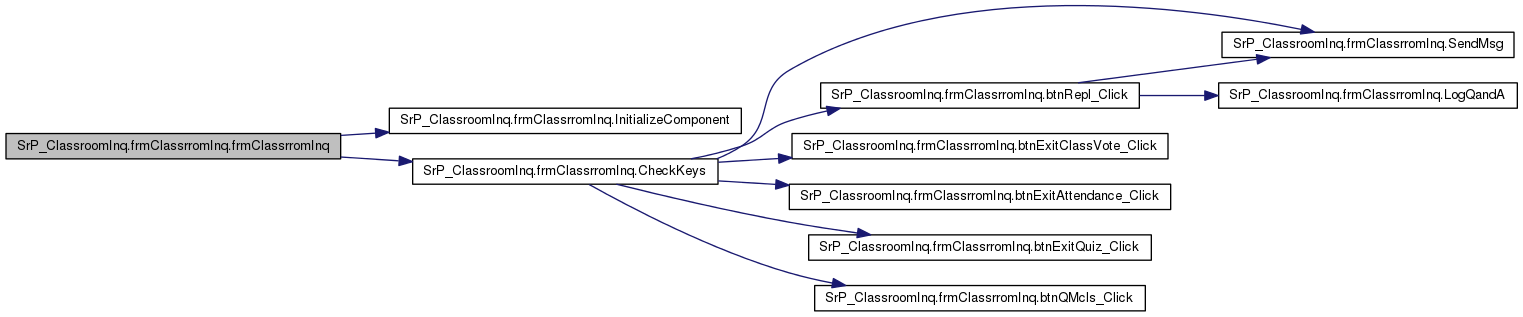 SrP_ClassroomInq.frmClassrromInq.SendMsg
SrP_ClassroomInq.frmClassrromInq.btnRepl_Click
SrP_ClassroomInq.frmClassrromInq.LogQandA
SrP_ClassroomInq.frmClassrromInq.InitializeComponent
SrP_ClassroomInq.frmClassrromInq.frmClassrromInq
SrP_ClassroomInq.frmClassrromInq.btnExitClassVote_Click
SrP_ClassroomInq.frmClassrromInq.CheckKeys
SrP_ClassroomInq.frmClassrromInq.btnExitAttendance_Click
SrP_ClassroomInq.frmClassrromInq.btnExitQuiz_Click
SrP_ClassroomInq.frmClassrromInq.btnQMcls_Click